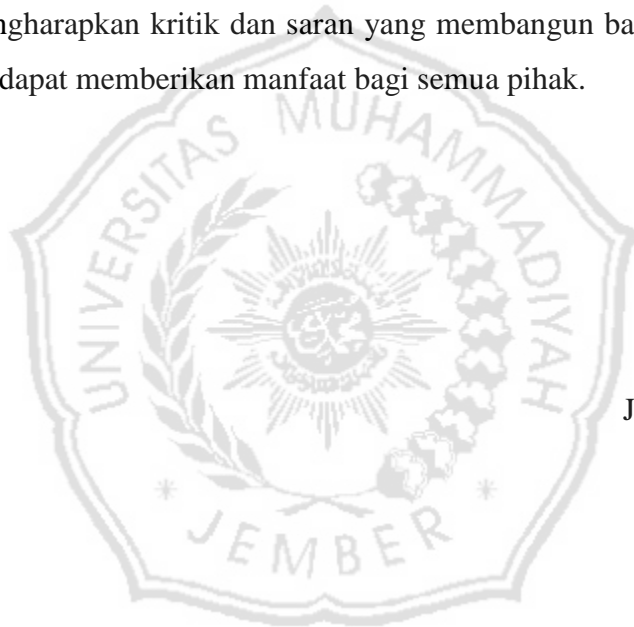 ngharapkan kritik dan saran yang membangun ba
dapat memberikan manfaat bagi semua pihak.
UNIVERSITAS MUHAMMADIYAH
J
* JEMBER *